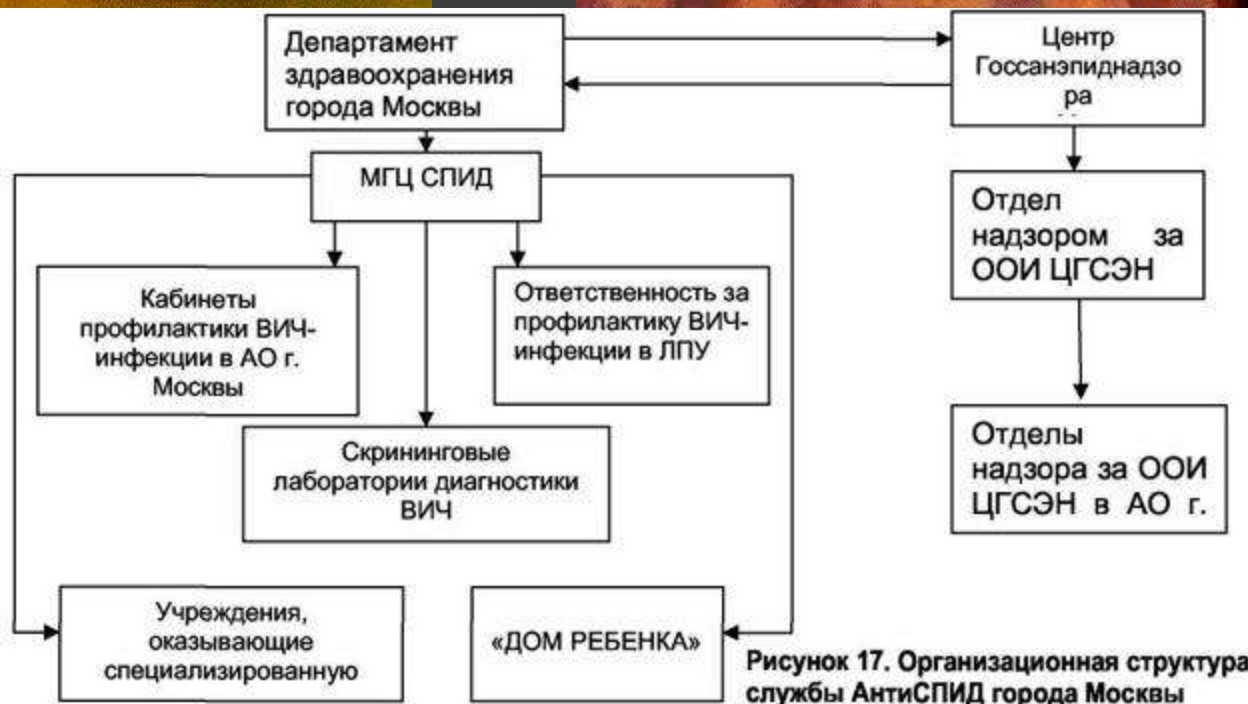 Департамент
здравоохранения
города Москвы
Центр
Госсанэпиднадзо
ра
МГЦ СПИД
Отдел
надзором за
ООИ ЦГСЭН
Кабинеты
профилактики ВИЧ-
инфекции в АО г.
Москвы
Ответственность за
профилактику ВИЧ-
инфекции в ЛПУ
Скрининговые
лаборатории диагностики
ВИЧ
Отделы
надзора за ООИ
ЦГСЭН в АО г.
Учреждения,
оказывающие
специализированную
«ДОМ РЕБЕНКА»
Рисунок 17. Организационная структура
службы АнтиСПИД города Москвы